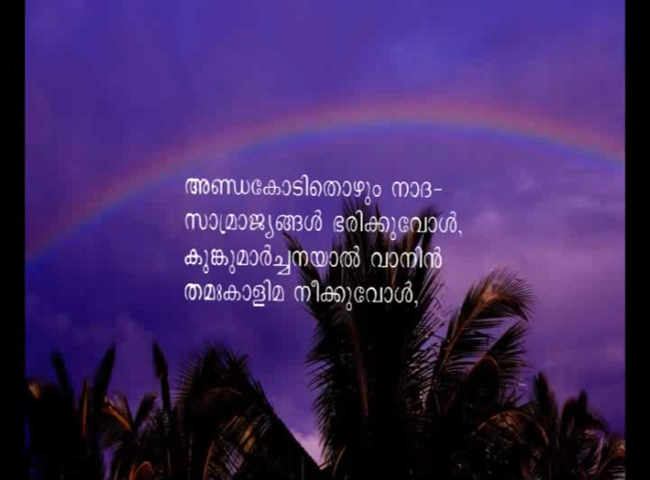 അണ്ഡകോടിതൊഴും നാദ-
സാമ്രാജ്യങ്ങൾ ഭരിക്കുവോൾ,
കുങ്കുമാർച്ചനയാൽ വാനിൻ
തമഃകാളിമ നീക്കുവോൾ,